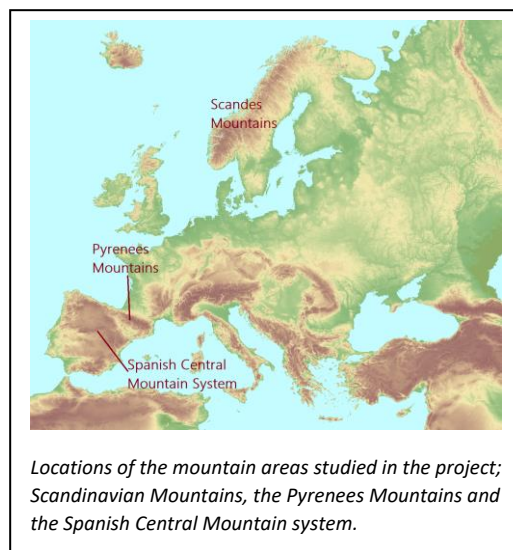 Scandes
Mountains
Pyrenees
Mountains
Spanish Central
Mountain System
Locations of the mountain areas studied in the project;
Scandinavian Mountains, the Pyrenees Mountains and
the Spanish Central Mountain system.